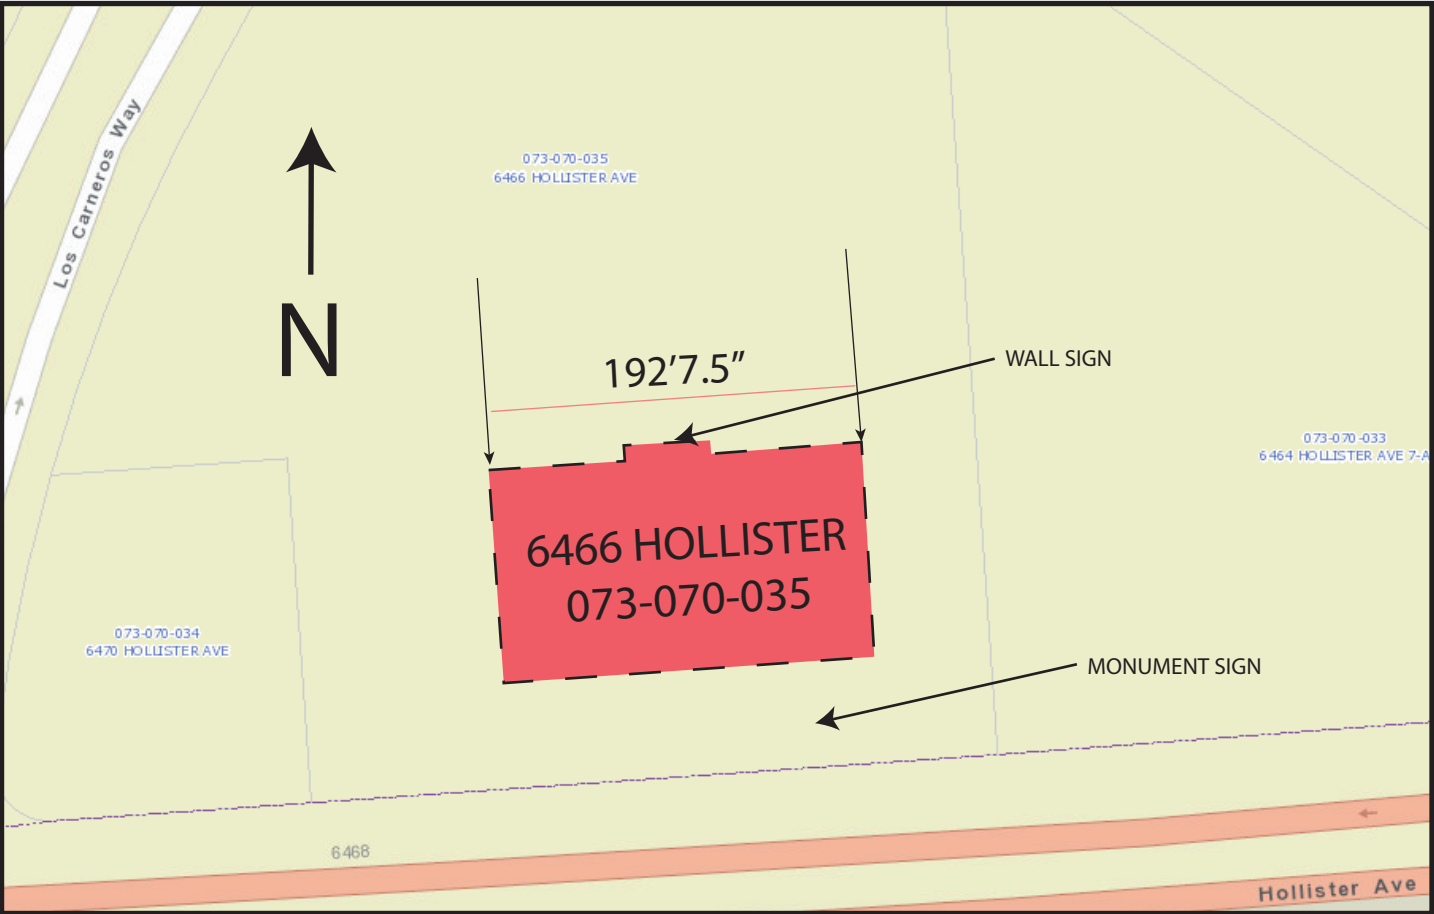 Los Carneros Way
073-070-035
6466 HOLLISTER AVE
N
192'7.5"
WALL SIGN
073-070-033
6464 HOLLISTER AVE 7-A
6466 HOLLISTER
073-070-035
073-070-034
6470 HOLLISTER AVE
MONUMENT SIGN
6468
Hollister Ave